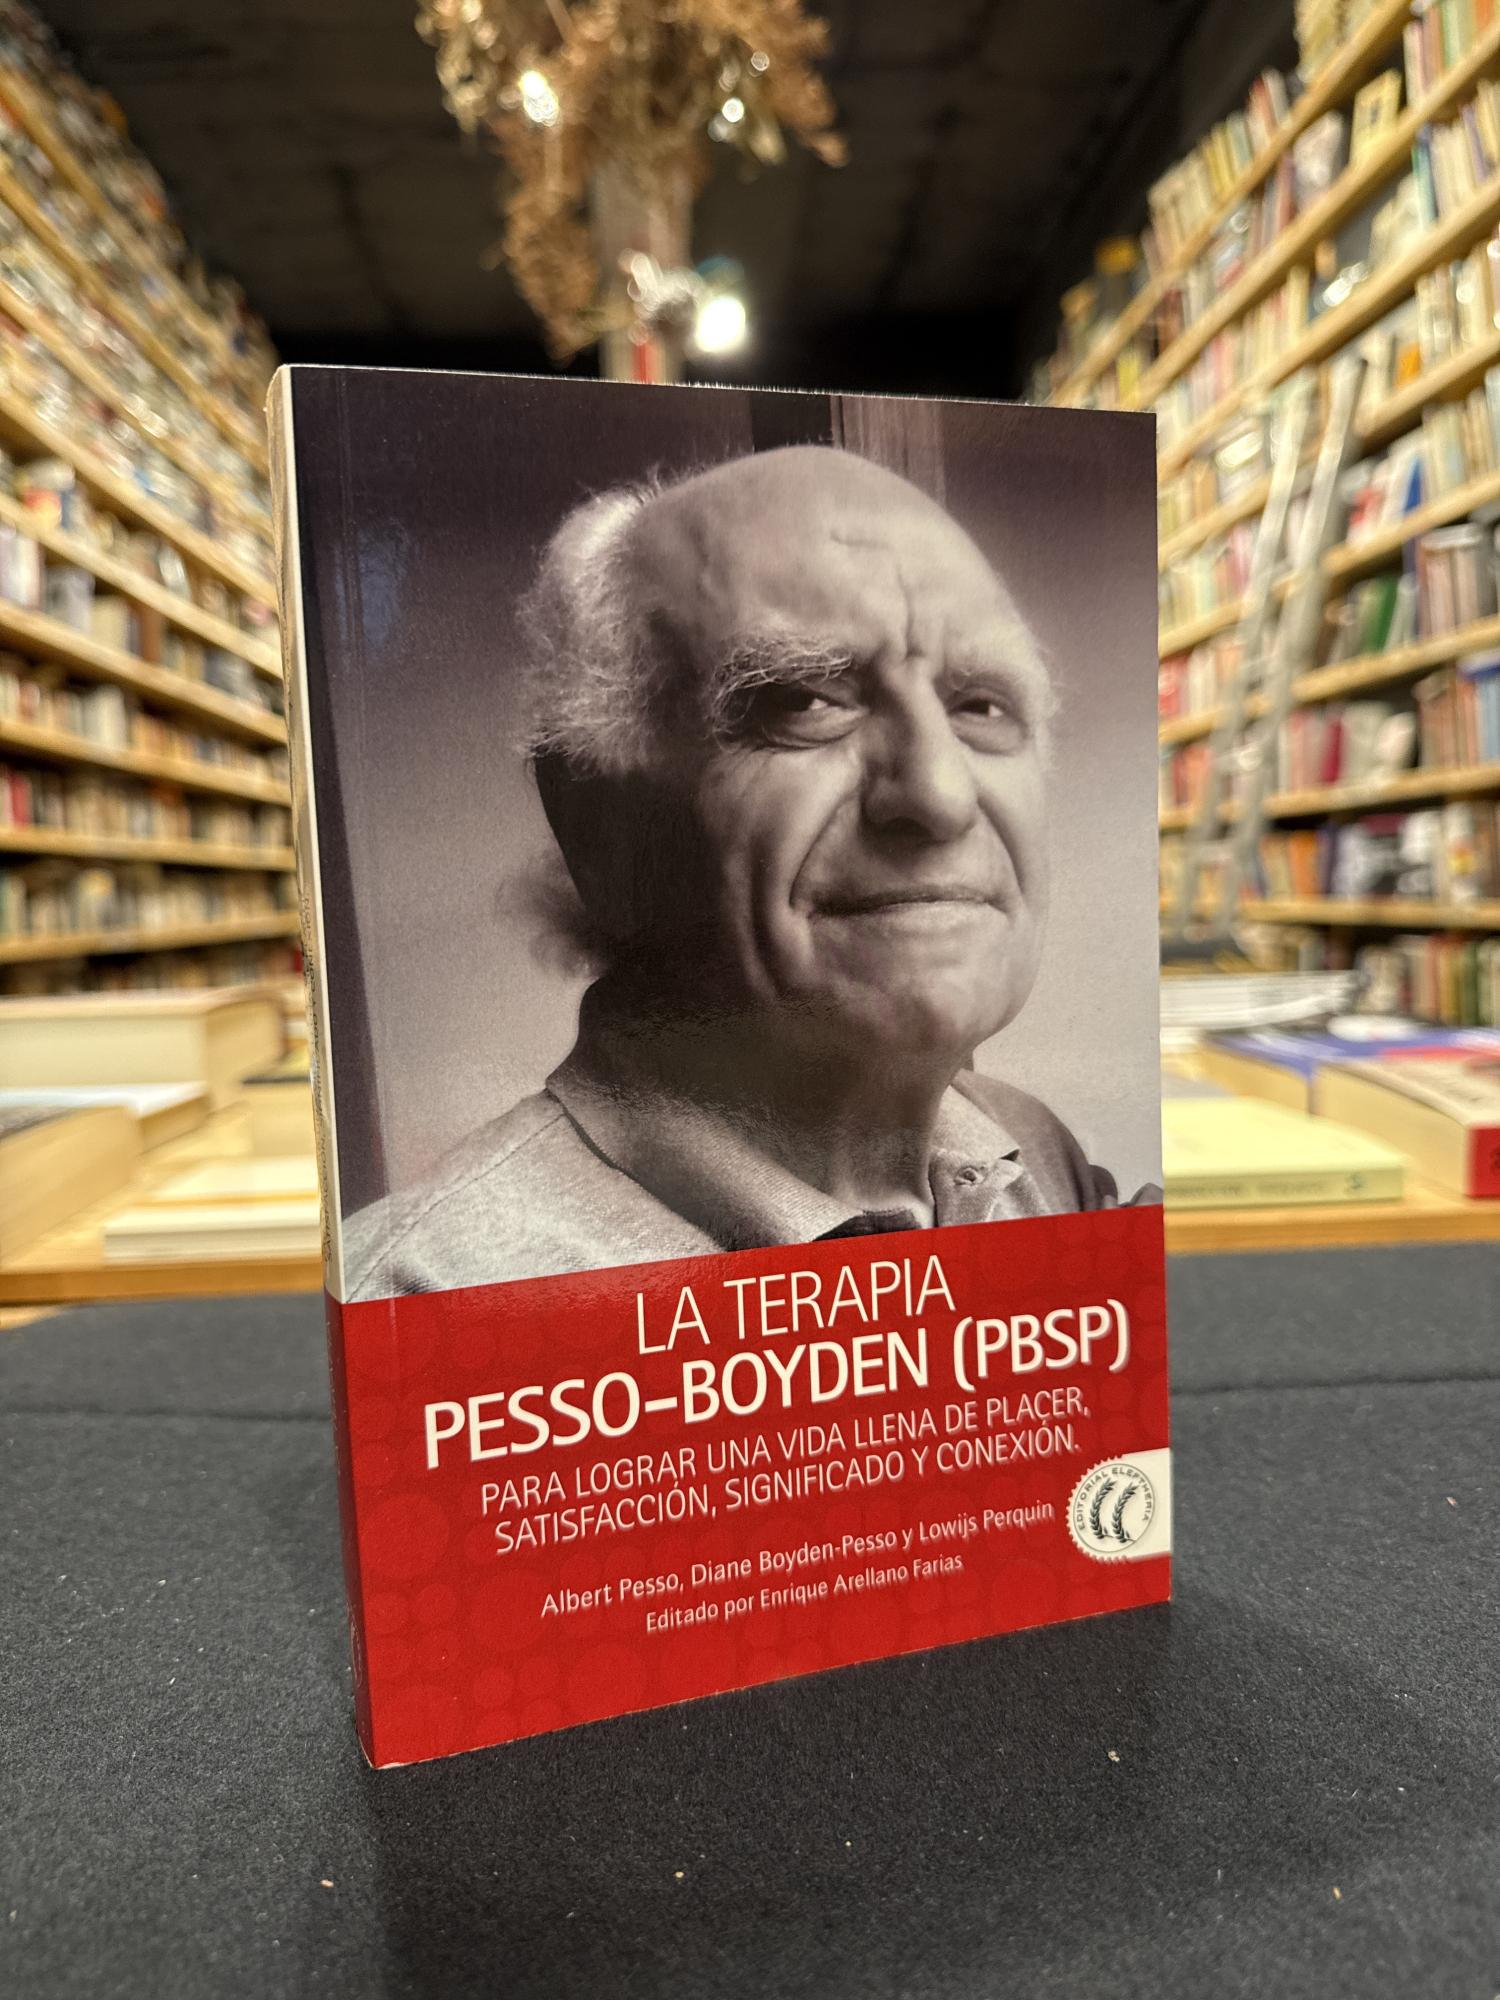 LA TERAPIA
PESSO-BOYDEN (PBSP)
PARA LOGRAR UNA VIDA LLENA DE PLACER,
SATISFACCIÓN, SIGNIFICADO Y CONEXIÓN.
EDITORIAL ELEFTHERIA
Albert Pesso, Diane Boyden-Pesso y Lowijs Perquin
Editado por Enrique Arellano Farias